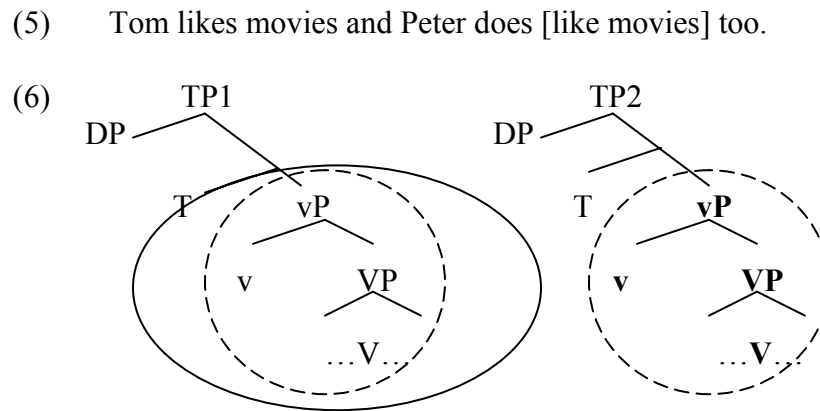 (5) Tom likes movies and Peter does [like movies] too.
(6) TP1 TP2
DP DP
T vP T vP
v VP v VP
…V… …V…